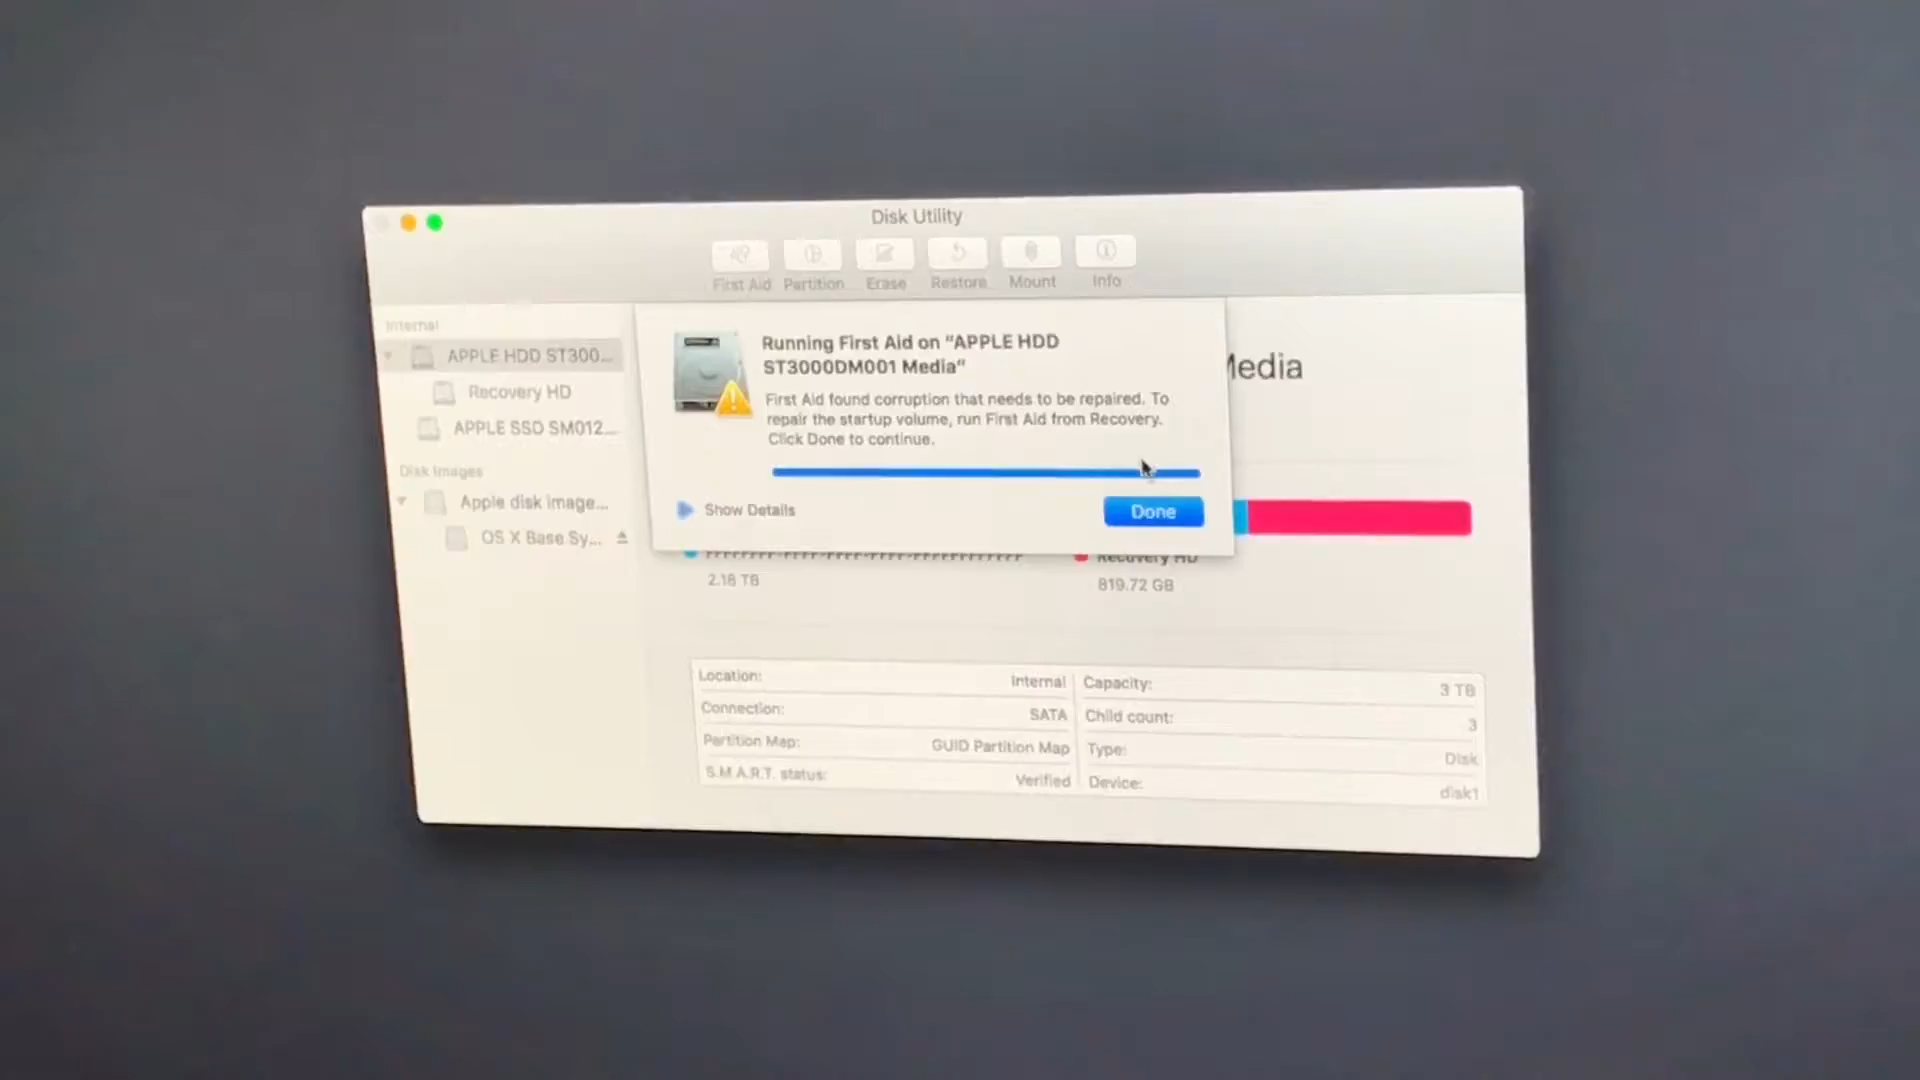 Disk Utility
First Aid
Partition
Erase
Restore
Mount
Info
Internal
APPLE HDD ST300...
Recovery HD
APPLE SSD SM012...
Disk Images
Apple disk image...
OS X Base Sy...
Running First Aid on "APPLE HDD
ST3000DM001 Media"
First Aid found corruption that needs to be repaired. To
repair the startup volume, run First Aid from Recovery.
Click Done to continue.
Show Details
Done
Media
2.18 TB
Recovery HD
819.72 GB
Location:
Internal
Connection:
SATA
Partition Map:
GUID Partition Map
S.M.A.R.T. status:
Verified
Capacity:
3 TB
Child count:
3
Type:
Disk
Device:
disk1